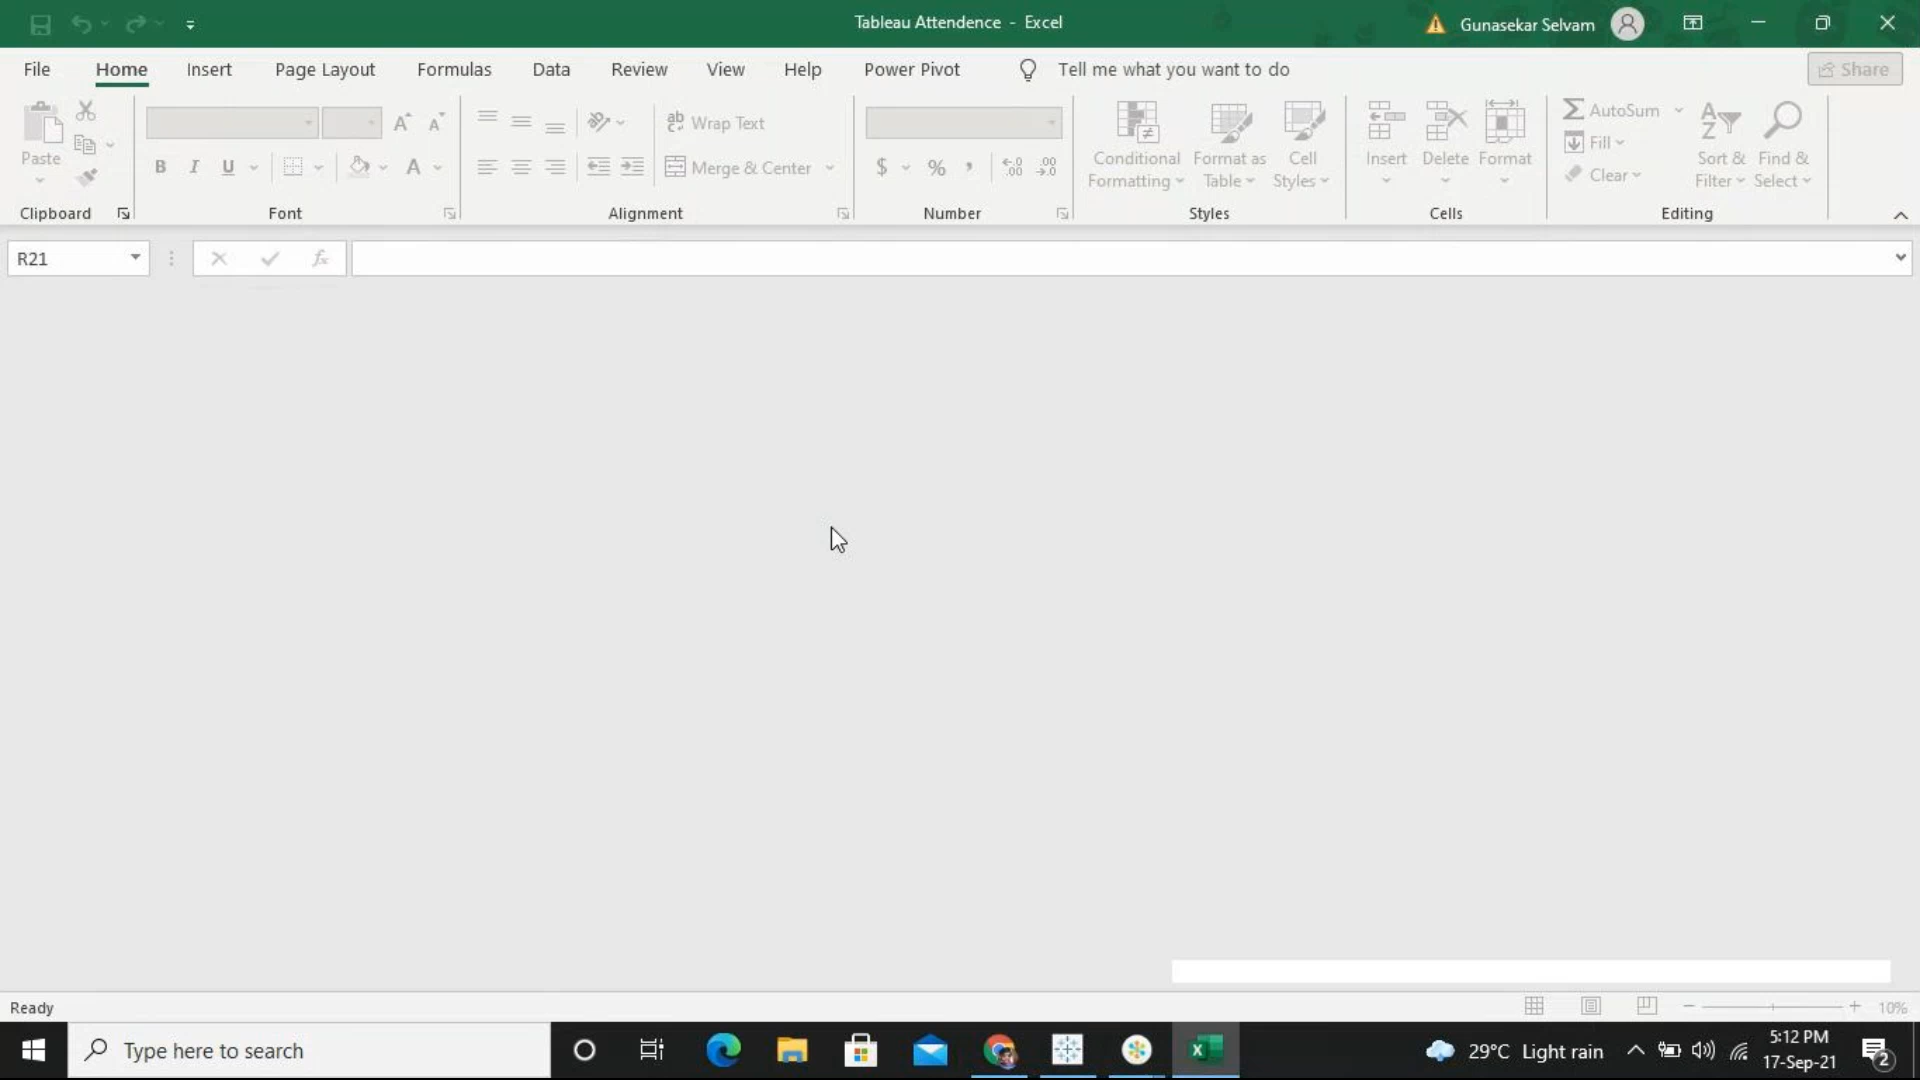 Tableau Attendence - Excel
Gunasekar Selvam
File Home Insert Page Layout Formulas Data Review View Help Power Pivot Tell me what you want to do Share
Paste
B I U A
Wrap Text
Merge & Center
$ % ,
Conditional Formatting
Format as Table
Cell Styles
Insert Delete Format
AutoSum
Fill
Clear
Sort & Filter
Find & Select
Clipboard Font Alignment Number Styles Cells Editing
R21 fx
Ready 10%
Type here to search
29°C Light rain
5:12 PM
17-Sep-21
2